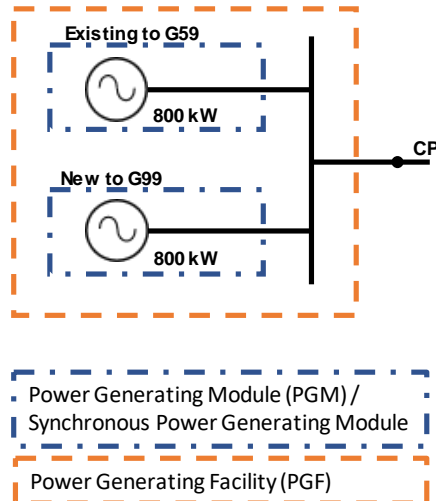 Existing to G59
800 kW
CP
New to G99
800 kW
Power Generating Module (PGM) /
Synchronous Power Generating Module
Power Generating Facility (PGF)